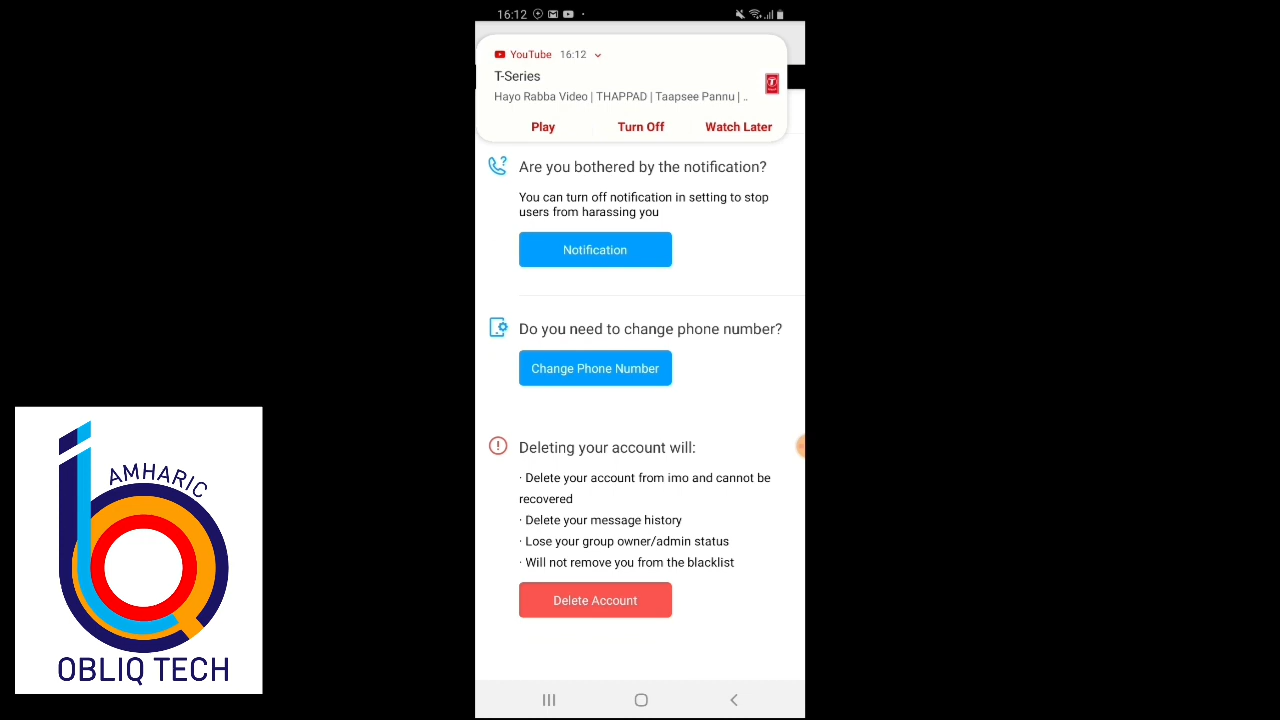 16:12
YouTube 16:12
T-Series
Hayo Rabba Video | THAPPAD | Taapsee Pannu | ..
Play Turn Off Watch Later
Are you bothered by the notification?
You can turn off notification in setting to stop
users from harassing you
Notification
Do you need to change phone number?
Change Phone Number
Deleting your account will:
· Delete your account from imo and cannot be
recovered
· Delete your message history
· Lose your group owner/admin status
· Will not remove you from the blacklist
Delete Account
AMHARIC
OBLIQ TECH